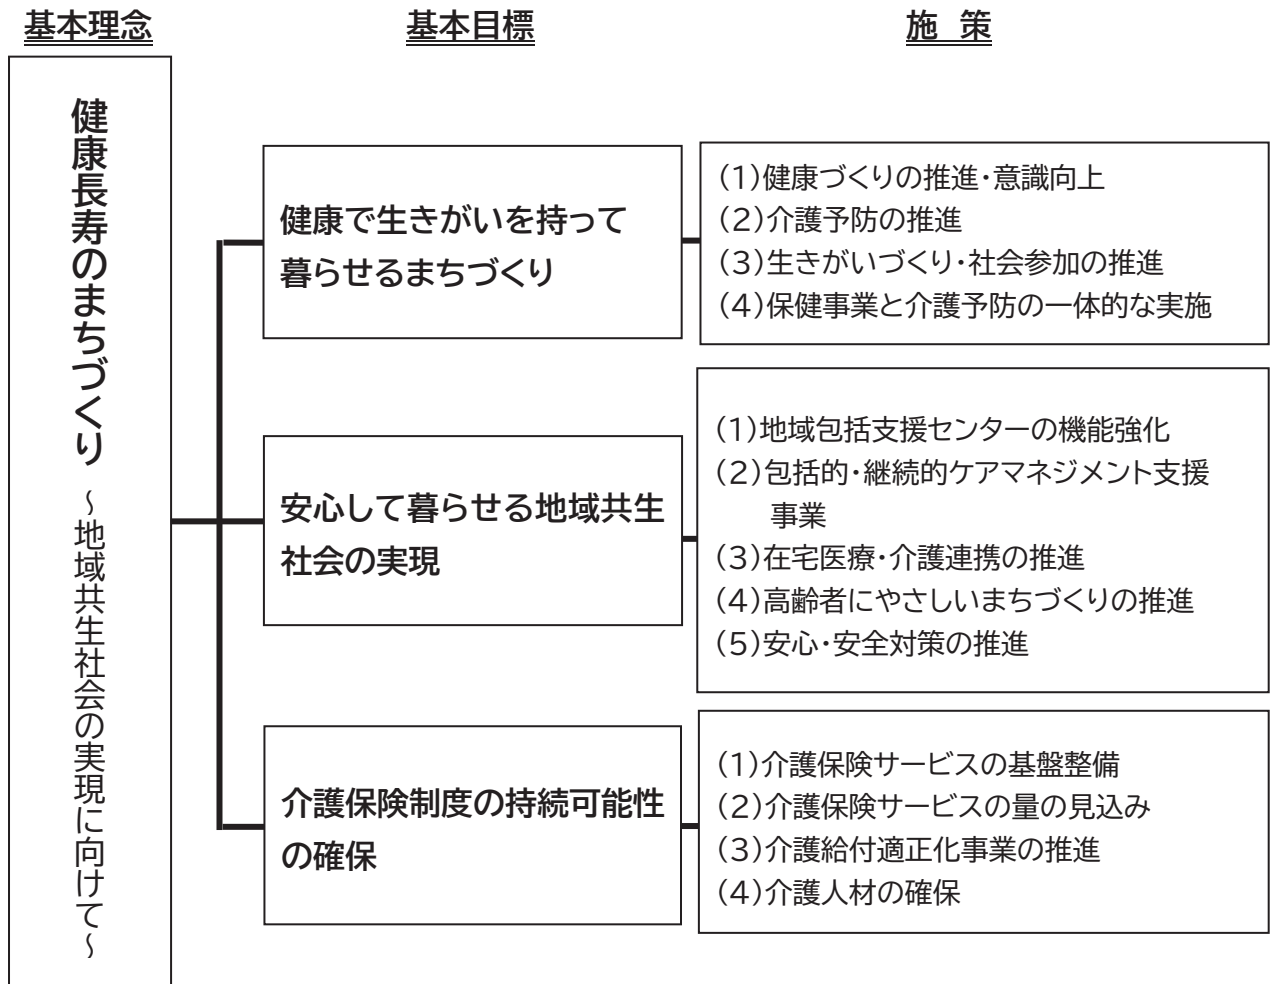 基本理念
基本目標
施 策
健康長寿のまちづくり ～地域共生社会の実現に向けて～
健康で生きがいを持って
暮らせるまちづくり
(1)健康づくりの推進・意識向上
(2)介護予防の推進
(3)生きがいづくり・社会参加の推進
(4)保健事業と介護予防の一体的な実施
安心して暮らせる地域共生
社会の実現
(1)地域包括支援センターの機能強化
(2)包括的・継続的ケアマネジメント支援
事業
(3)在宅医療・介護連携の推進
(4)高齢者にやさしいまちづくりの推進
(5)安心・安全対策の推進
介護保険制度の持続可能性
の確保
(1)介護保険サービスの基盤整備
(2)介護保険サービスの量の見込み
(3)介護給付適正化事業の推進
(4)介護人材の確保